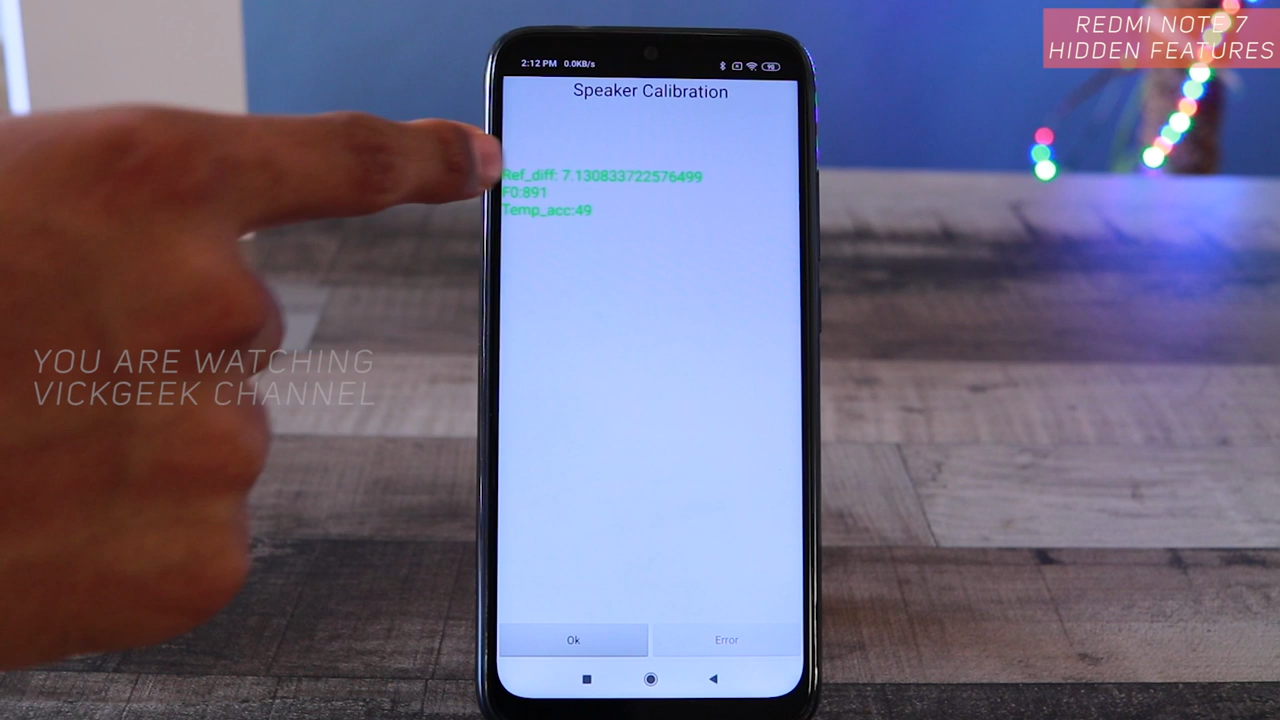 REDMI NOTE 7
HIDDEN FEATURES
2:12 PM 0.0KB/s
90
Speaker Calibration
Ref_diff: 7.130833722576499
F0:891
Temp_acc:49
YOU ARE WATCHING
VICKGEEK CHANNEL
Ok Error